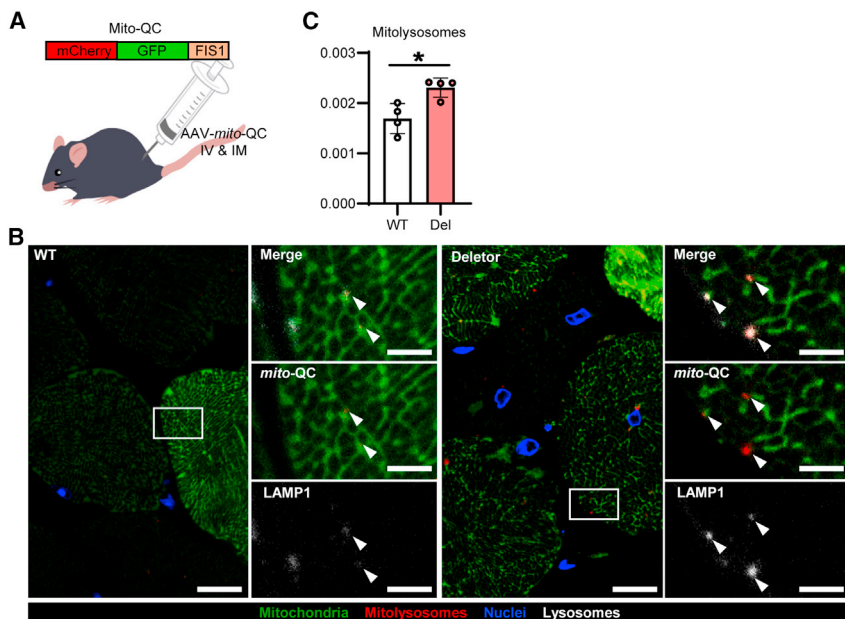 A
Mito-QC
mCherry GFP FIS1
AAV-mito-QC
IV & IM
C
Mitolysosomes
*
0.003
0.002
0.001
0.000
WT Del
B
WT
Merge
mito-QC
LAMP1
Deletor
Merge
mito-QC
LAMP1
Mitochondria Mitolysosomes Nuclei Lysosomes